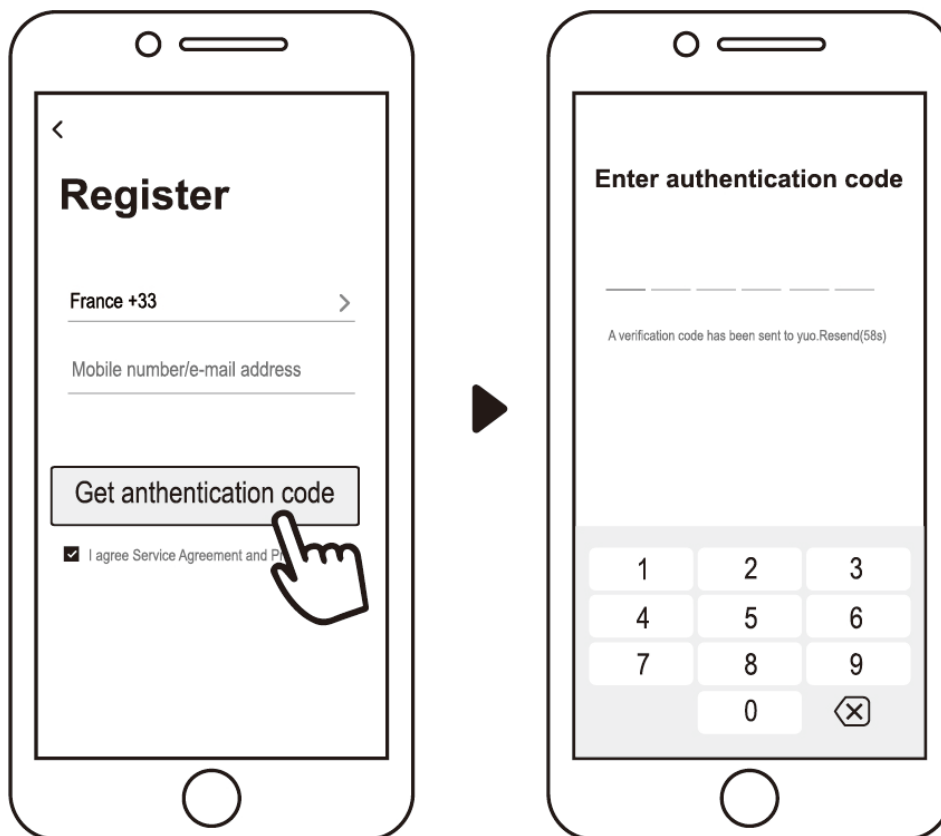 Register
France +33
Mobile number/e-mail address
Get anthentication code
I agree Service Agreement and
Enter authentication code
A verification code has been sent to yuo.Resend(58s)
1 2 3
4 5 6
7 8 9
0